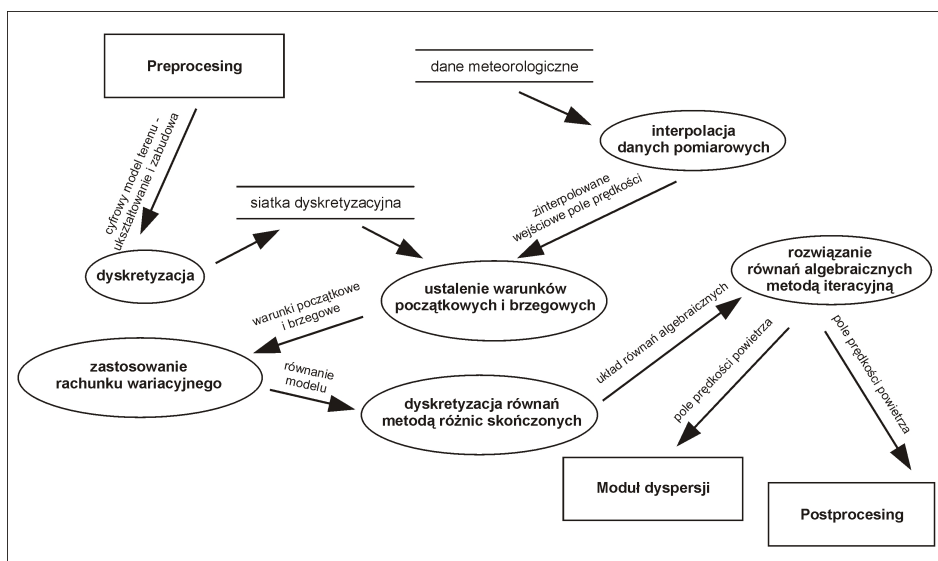 Preprocesing
dane meteorologiczne
interpolacja
danych pomiarowych
cyfrowy model terenu -
ukształtowanie i zabudowa
zinterpolowane
wejściowe pole prędkości
siatka dyskretyzacyjna
dyskretyzacja
ustalenie warunków
początkowych i brzegowych
rozwiązanie
równań algebraicznych
metodą iteracyjną
warunki początkowe
i brzegowe
zastosowanie
rachunku wariacyjnego
równanie
modelu
układ równań algebraicznych
dyskretyzacja równań
metodą różnic skończonych
pole prędkości powietrza
pole prędkości powietrza
Moduł dyspersji
Postprocesing